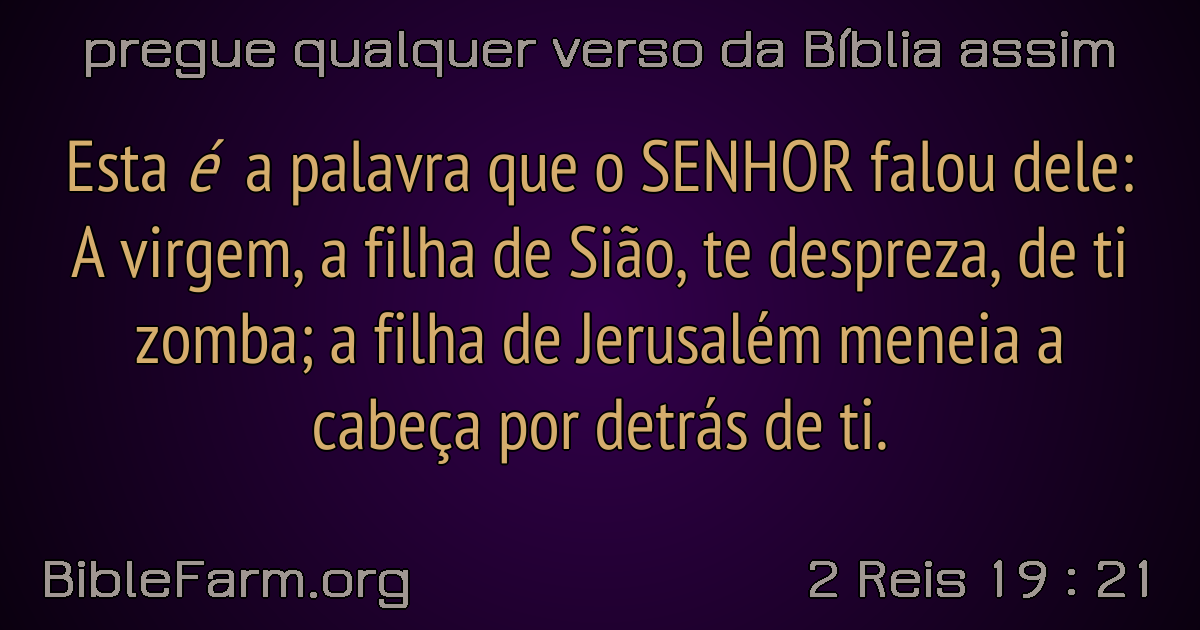 pregue qualquer verso da Bíblia assim
Esta é a palavra que o SENHOR falou dele:
A virgem, a filha de Sião, te despreza, de ti
zomba; a filha de Jerusalém meneia a
cabeça por detrás de ti.
BibleFarm.org
2 Reis 19 : 21